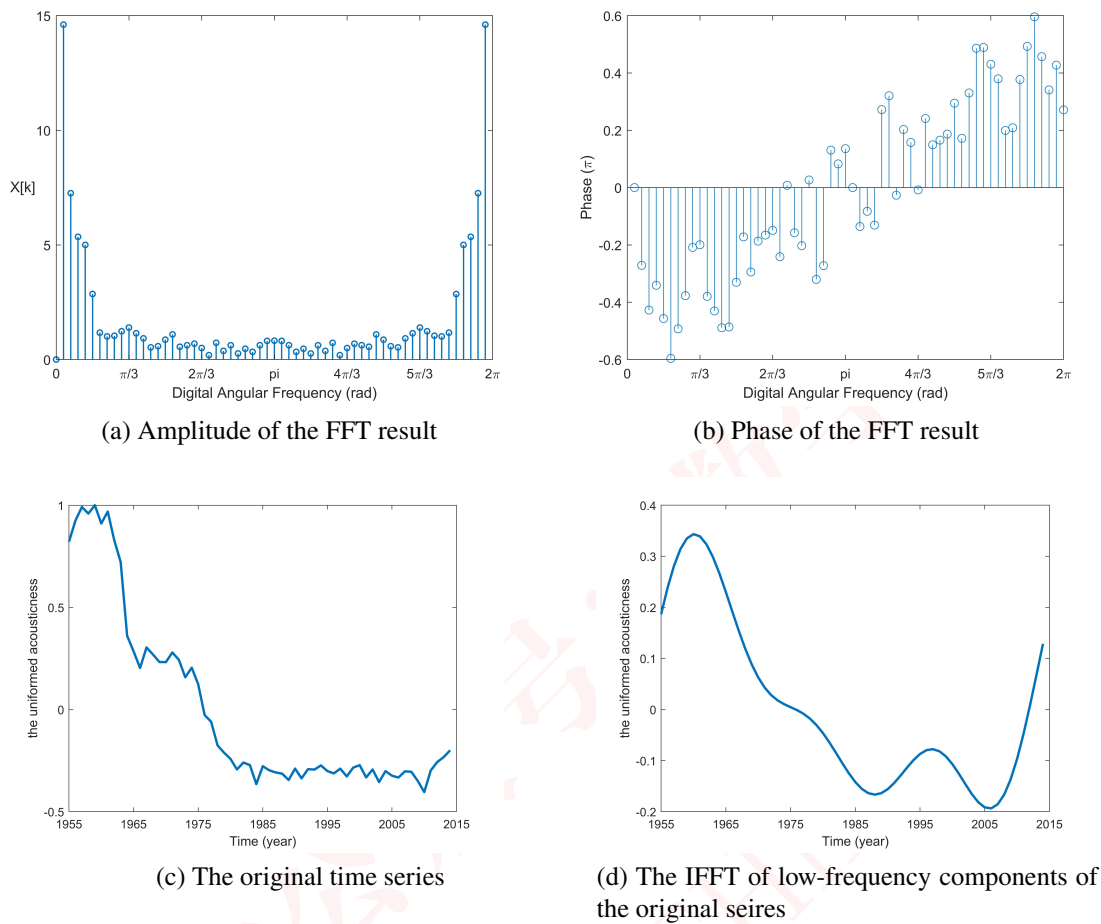 15
10
X[k]
5
0
0 π/3 2π/3 pi 4π/3 5π/3 2π
Digital Angular Frequency (rad)
(a) Amplitude of the FFT result
0.6
0.4
0.2
0
-0.2
-0.4
-0.6
Phase (π)
0 π/3 2π/3 pi 4π/3 5π/3 2π
Digital Angular Frequency (rad)
(b) Phase of the FFT result
1
0.5
0
-0.5
the uniformed acousticness
1955 1965 1975 1985 1995 2005 2015
Time (year)
(c) The original time series
0.4
0.3
0.2
0.1
0
-0.1
-0.2
the uniformed acousticness
1955 1965 1975 1985 1995 2005 2015
Time (year)
(d) The IFFT of low-frequency components of
the original seires